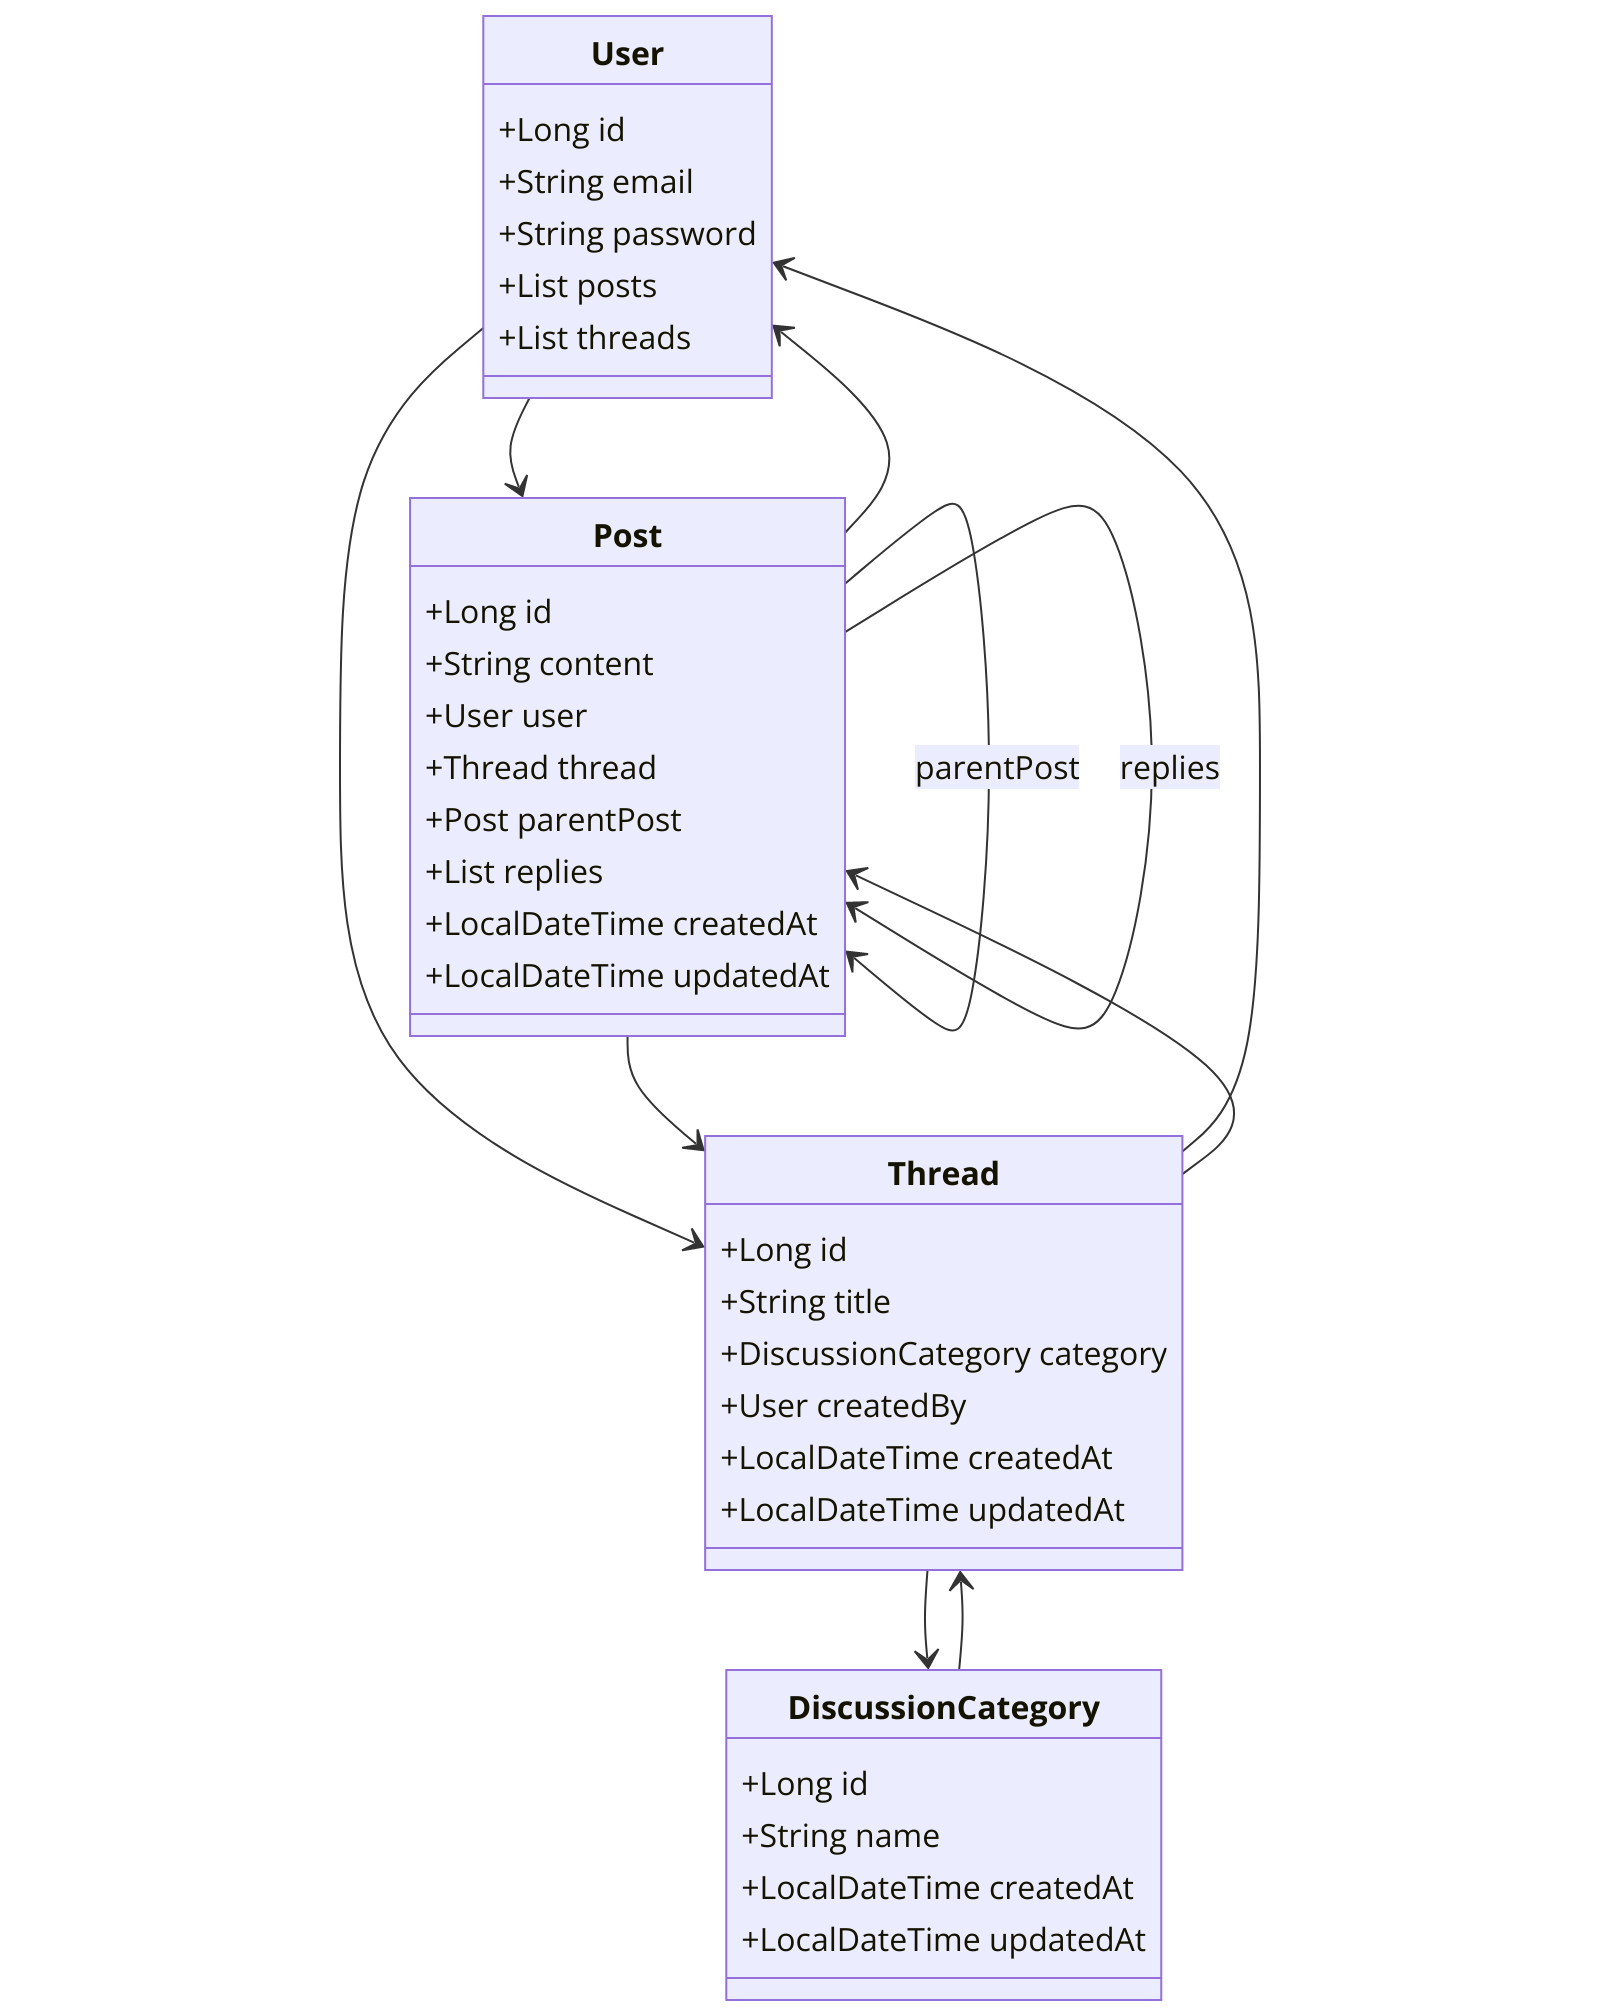 User
+Long id
+String email
+String password
+List posts
+List threads
Post
+Long id
+String content
+User user
+Thread thread
+Post parentPost
+List replies
+LocalDateTime createdAt
+LocalDateTime updatedAt
parentPost
replies
Thread
+Long id
+String title
+DiscussionCategory category
+User createdBy
+LocalDateTime createdAt
+LocalDateTime updatedAt
DiscussionCategory
+Long id
+String name
+LocalDateTime createdAt
+LocalDateTime updatedAt